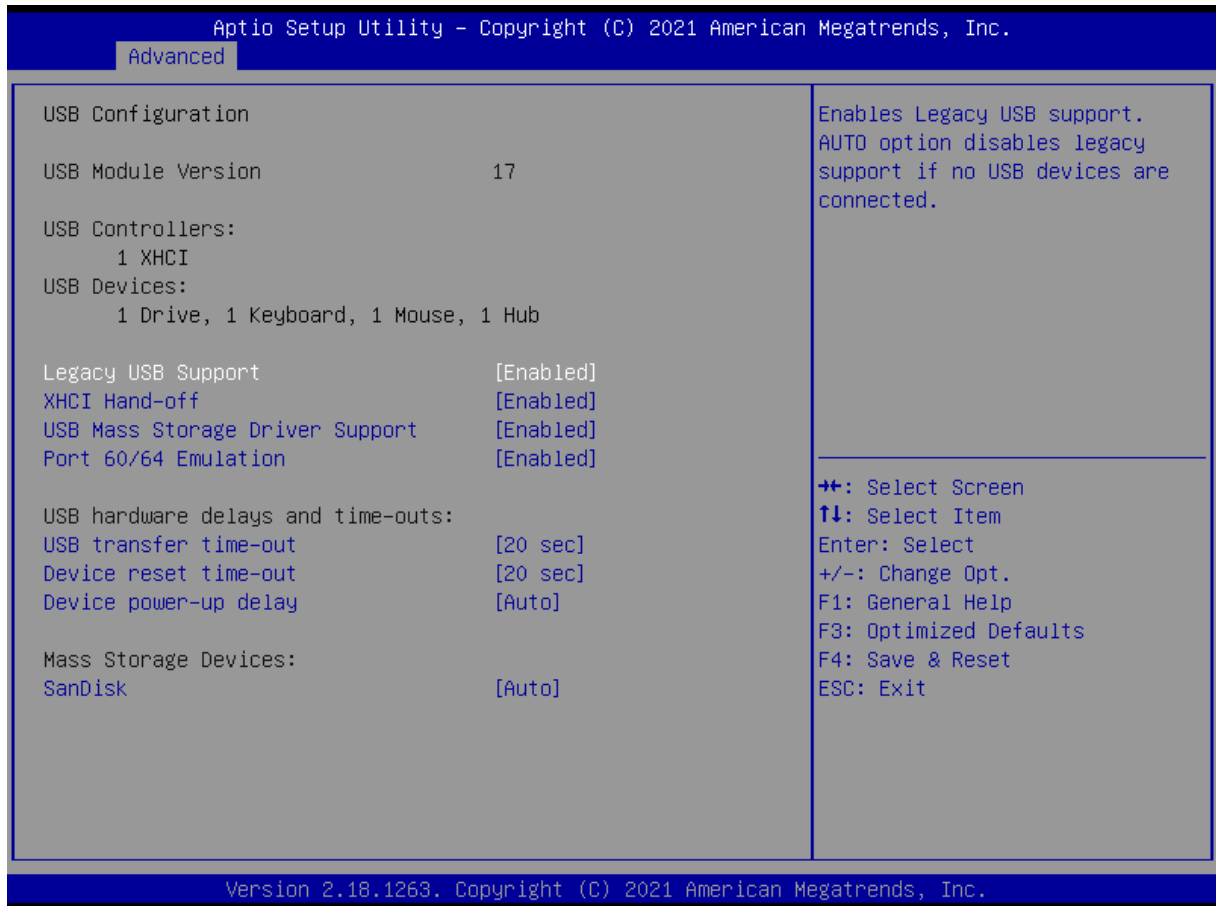 Aptio Setup Utility – Copyright (C) 2021 American Megatrends, Inc.
Advanced
USB Configuration
USB Module Version 17
USB Controllers:
1 XHCI
USB Devices:
1 Drive, 1 Keyboard, 1 Mouse, 1 Hub
Legacy USB Support [Enabled]
XHCI Hand-off [Enabled]
USB Mass Storage Driver Support [Enabled]
Port 60/64 Emulation [Enabled]
USB hardware delays and time-outs:
USB transfer time-out [20 sec]
Device reset time-out [20 sec]
Device power-up delay [Auto]
Mass Storage Devices:
SanDisk [Auto]
Enables Legacy USB support.
AUTO option disables legacy
support if no USB devices are
connected.
→←: Select Screen
↑↓: Select Item
Enter: Select
+/-: Change Opt.
F1: General Help
F3: Optimized Defaults
F4: Save & Reset
ESC: Exit
Version 2.18.1263. Copyright (C) 2021 American Megatrends, Inc.